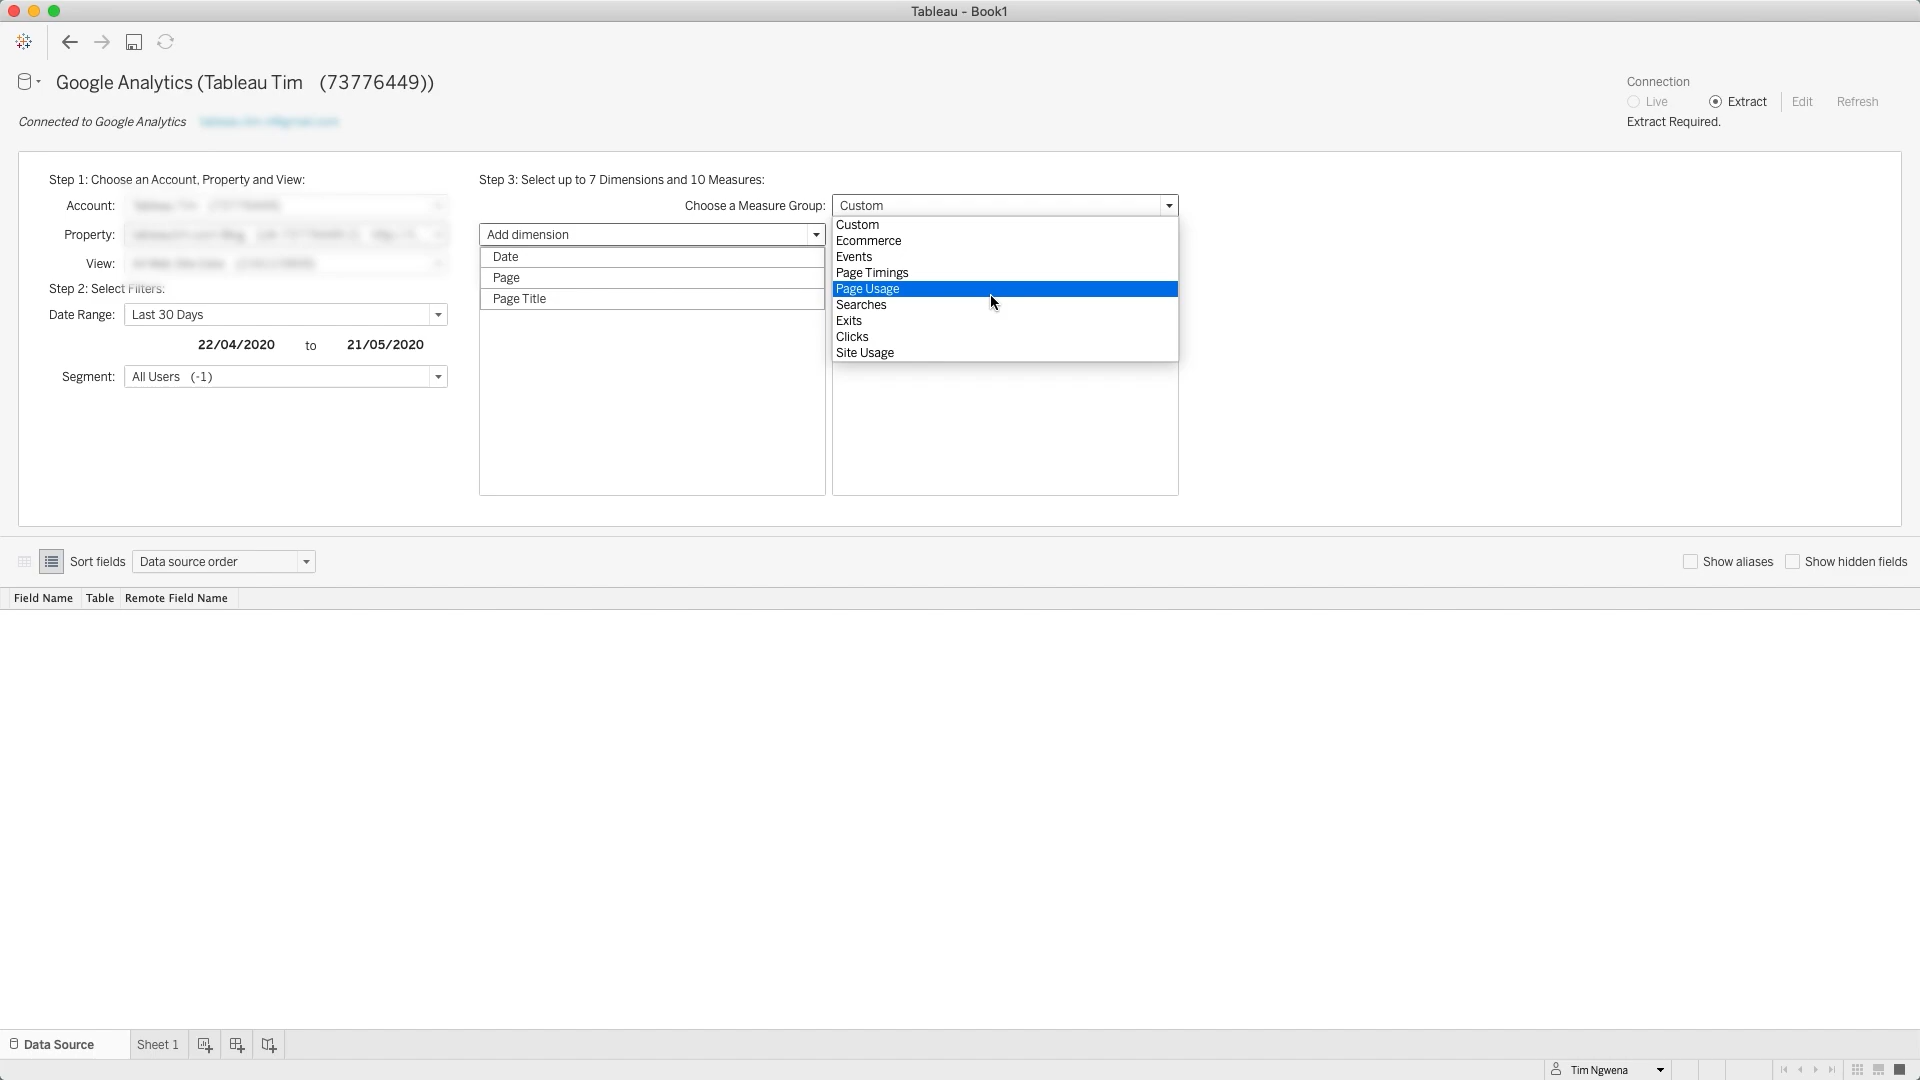 Tableau - Book1
Google Analytics (Tableau Tim (73776449))
Connection
Live
Extract
Edit
Refresh
Connected to Google Analytics
Extract Required.
Step 1: Choose an Account, Property and View:
Account:
Property:
View:
Step 2: Select Filters:
Date Range:
Last 30 Days
22/04/2020 to 21/05/2020
Segment:
All Users (-1)
Step 3: Select up to 7 Dimensions and 10 Measures:
Choose a Measure Group:
Custom
Add dimension
Date
Page
Page Title
Custom
Ecommerce
Events
Page Timings
Page Usage
Searches
Exits
Clicks
Site Usage
Sort fields
Data source order
Show aliases
Show hidden fields
Field Name
Table
Remote Field Name
Data Source
Sheet 1
Tim Ngwena